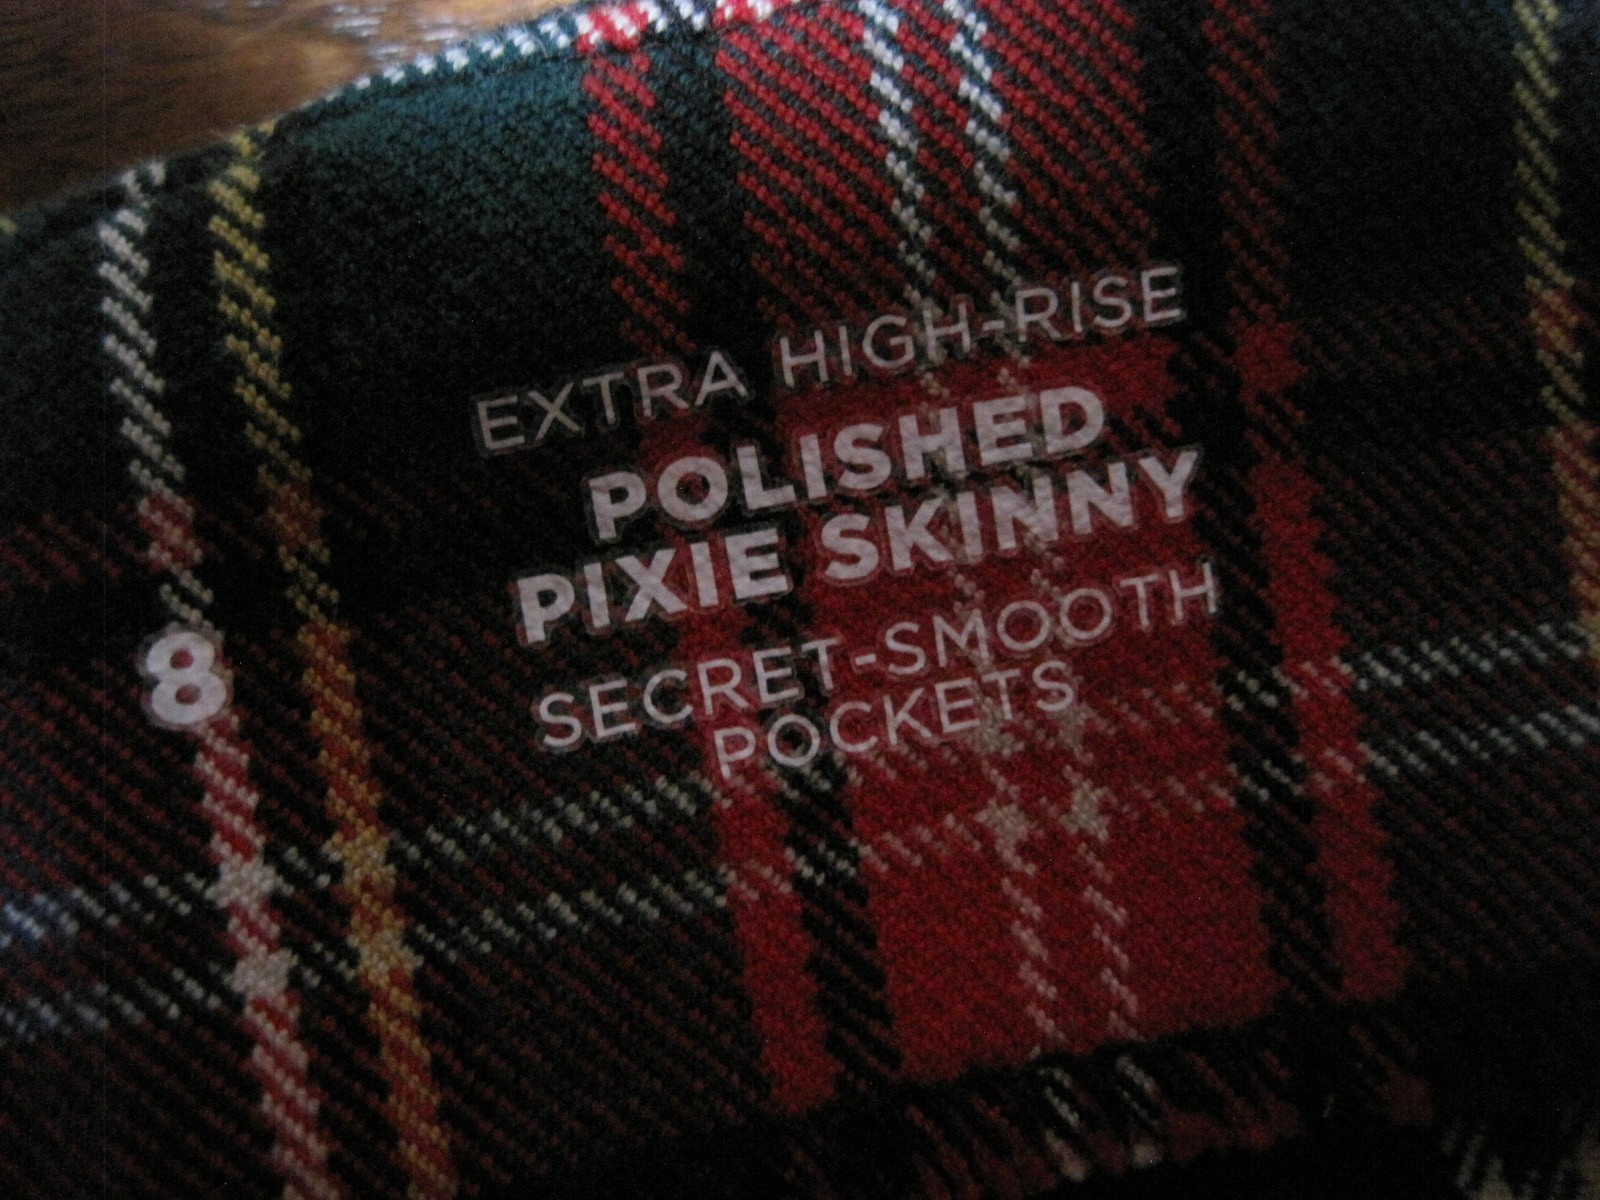 EXTRA HIGH-RISE
POLISHED
PIXIE SKINNY
SECRET-SMOOTH
POCKETS
8